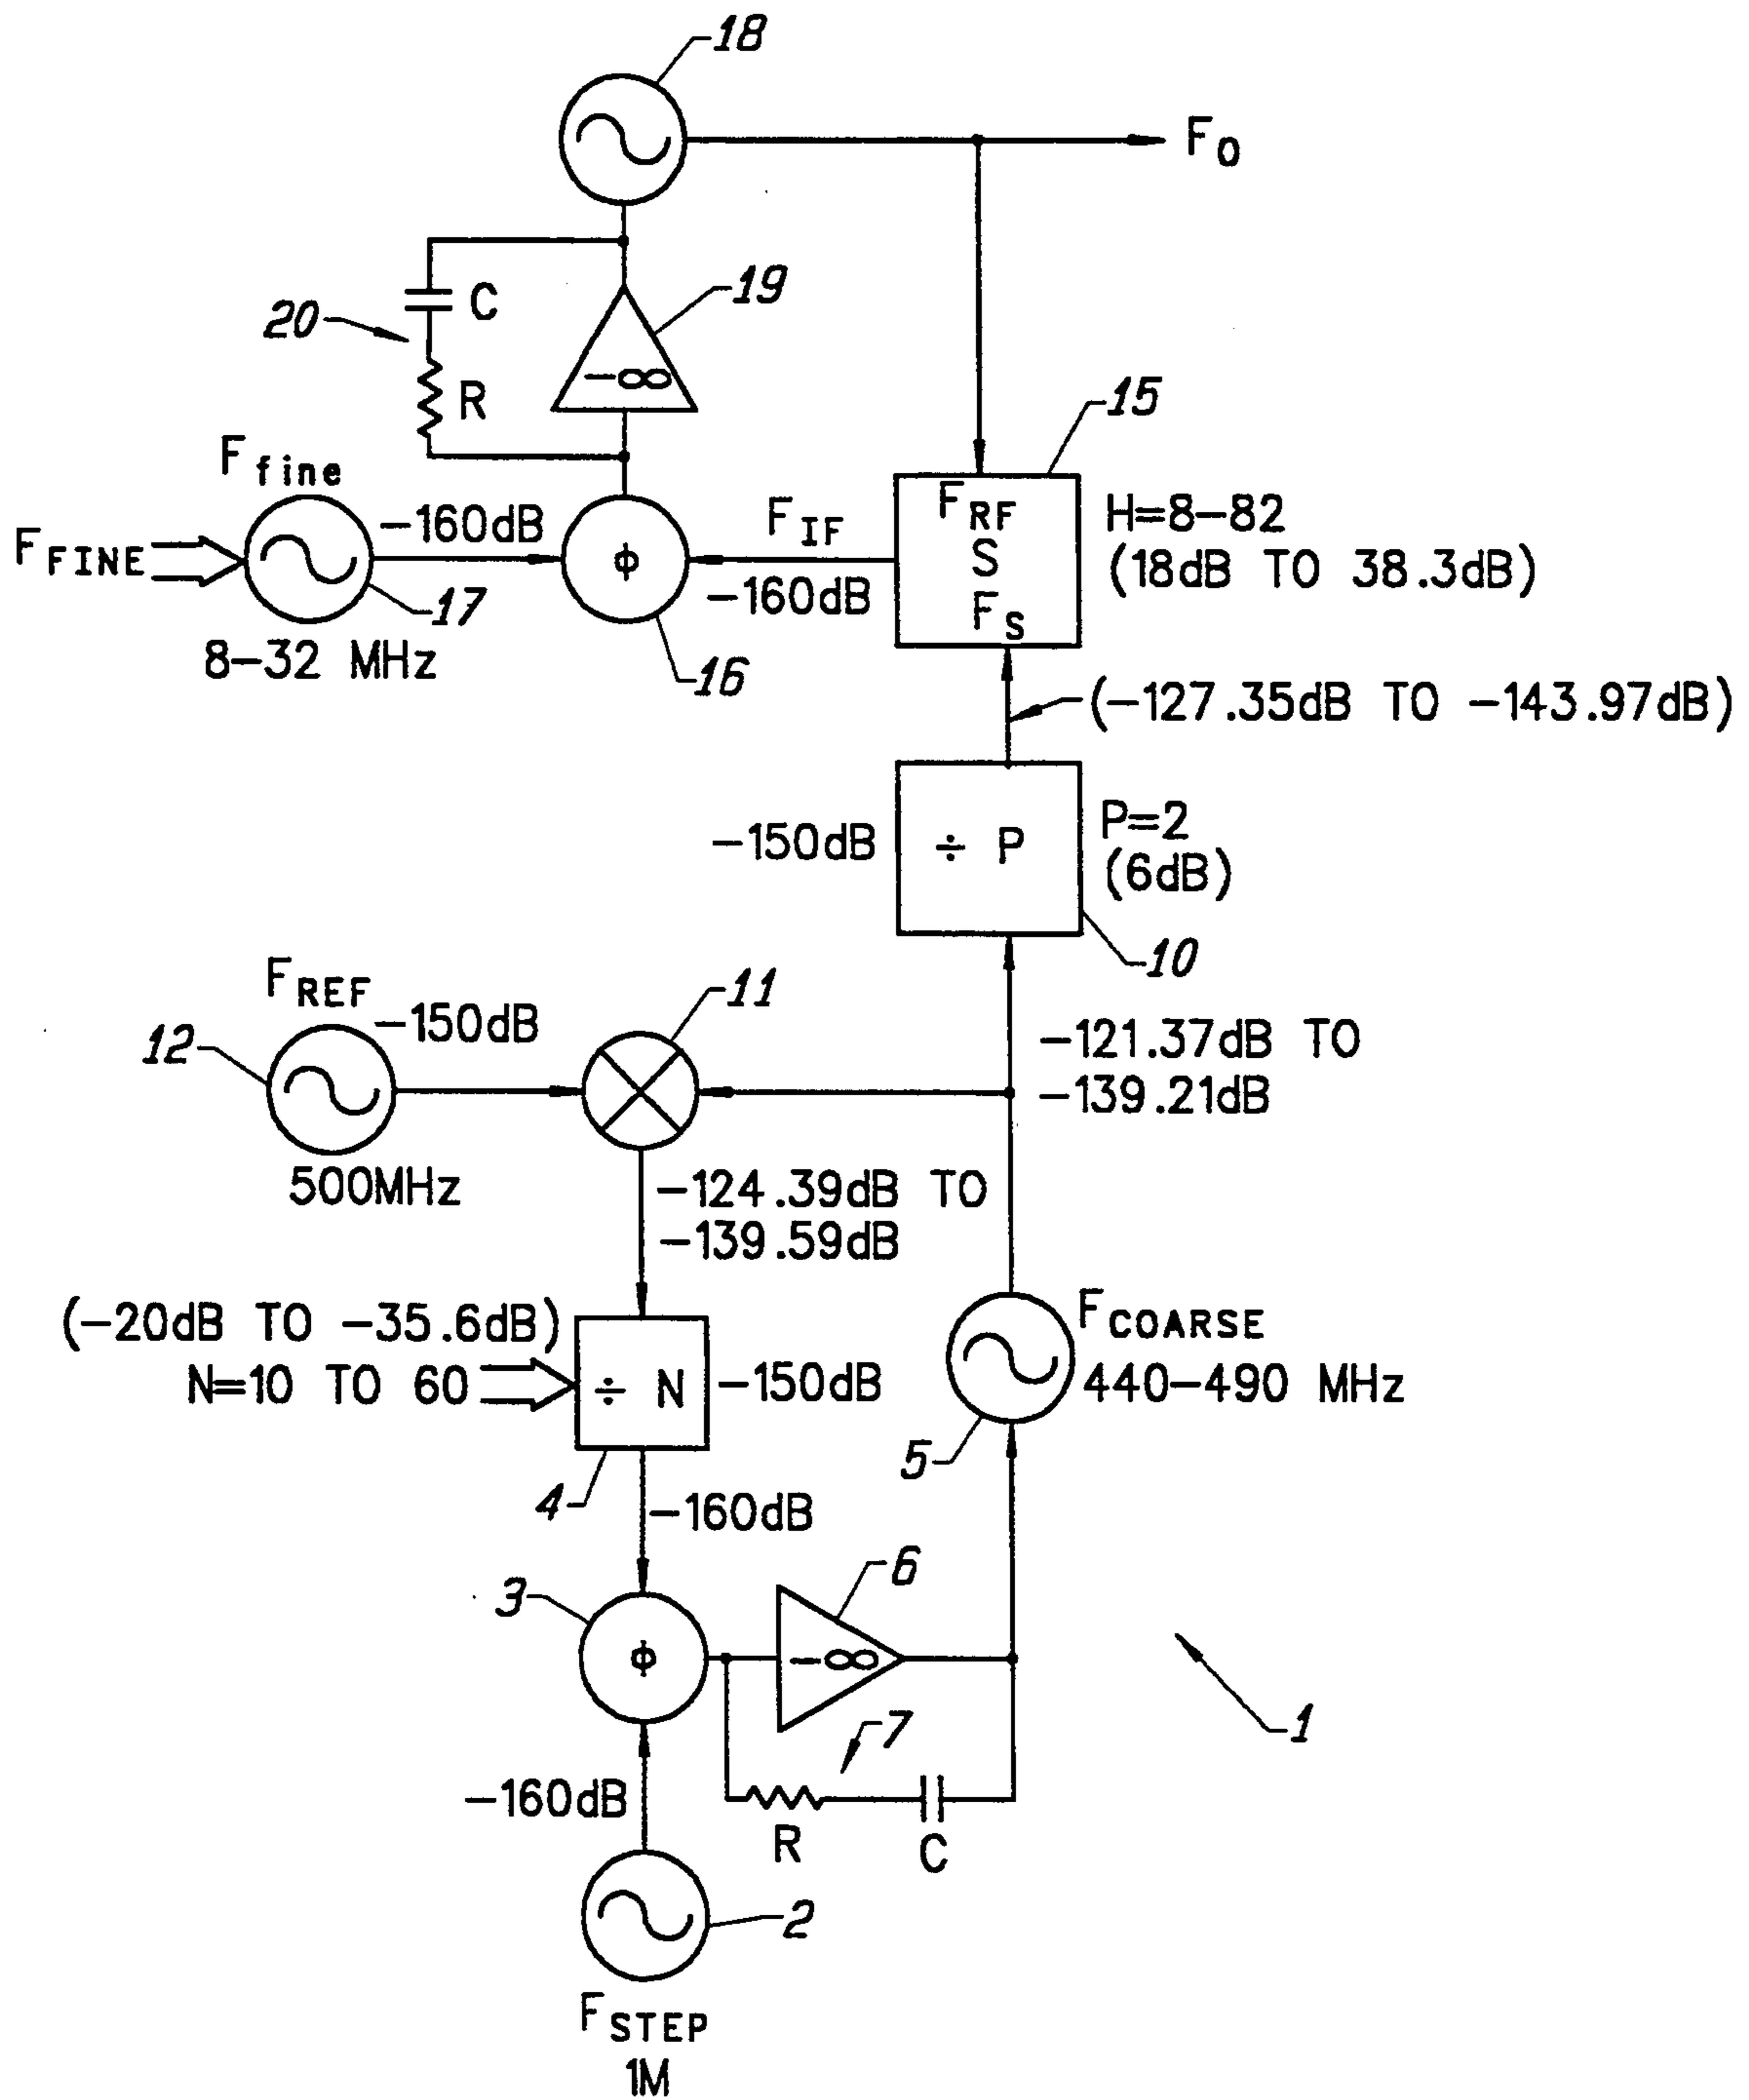 18
F0
19
C
20
R
15
Ffine
FFINE
-160dB
FIF
FRF
S
FS
H=8-82
(18dB TO 38.3dB)
ϕ
-160dB
17
8-32 MHz
16
(-127.35dB TO -143.97dB)
-150dB
÷ P
P=2
(6dB)
10
-∞
FREF
-150dB
11
12
-121.37dB TO
-139.21dB
500MHz
-124.39dB TO
-139.59dB
(-20dB TO -35.6dB)
N=10 TO 60
÷ N
-150dB
FCOARSE
440-490 MHz
5
4
-160dB
6
3
ϕ
-∞
1
7
-160dB
R
C
2
FSTEP
1M